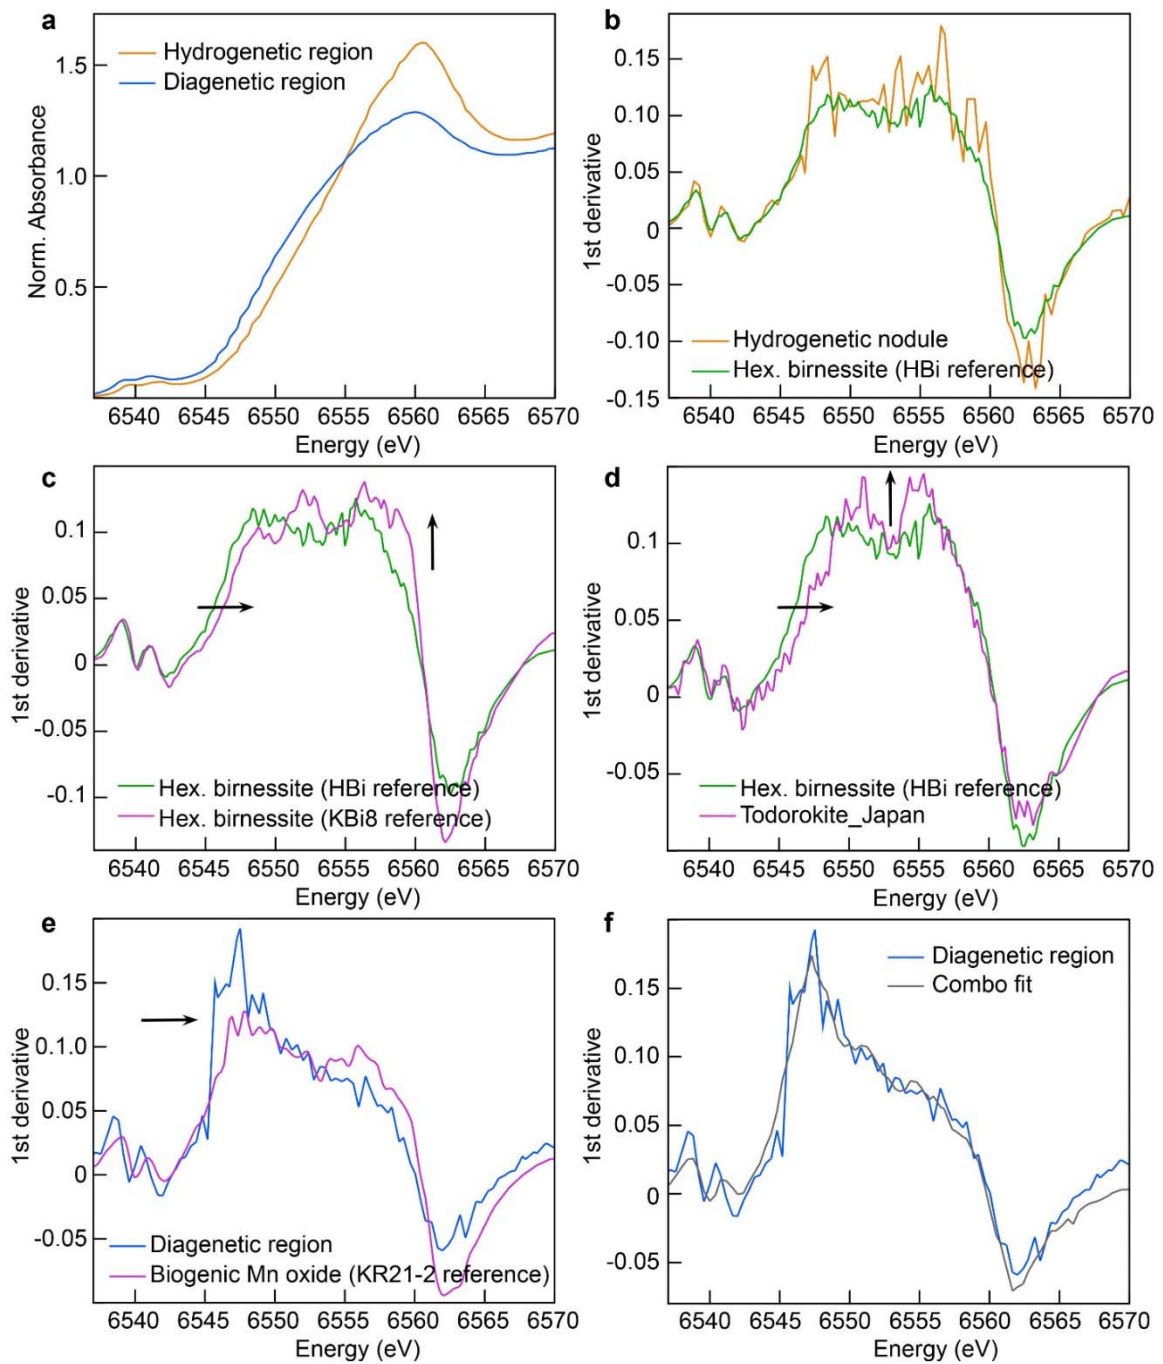 a
Hydrogenetic region
Diagenetic region
1.5
1.0
0.5
Norm. Absorbance
6540 6545 6550 6555 6560 6565 6570
Energy (eV)
b
0.15
0.10
0.05
0
-0.05
-0.10
-0.15
1st derivative
Hydrogenetic nodule
Hex. birnessite (HBi reference)
6540 6545 6550 6555 6560 6565 6570
Energy (eV)
c
0.1
0.05
0
-0.05
-0.1
1st derivative
Hex. birnessite (HBi reference)
Hex. birnessite (KBi8 reference)
6540 6545 6550 6555 6560 6565 6570
Energy (eV)
d
0.1
0.05
0
-0.05
1st derivative
Hex. birnessite (HBi reference)
Todorokite_Japan
6540 6545 6550 6555 6560 6565 6570
Energy (eV)
e
0.15
0.1.0
0.05
0
-0.05
1st derivative
Diagenetic region
Biogenic Mn oxide (KR21-2 reference)
6540 6545 6550 6555 6560 6565 6570
Energy (eV)
f
Diagenetic region
Combo fit
0.15
0.10
0.05
0
-0.05
1st derivative
6540 6545 6550 6555 6560 6565 6570
Energy (eV)